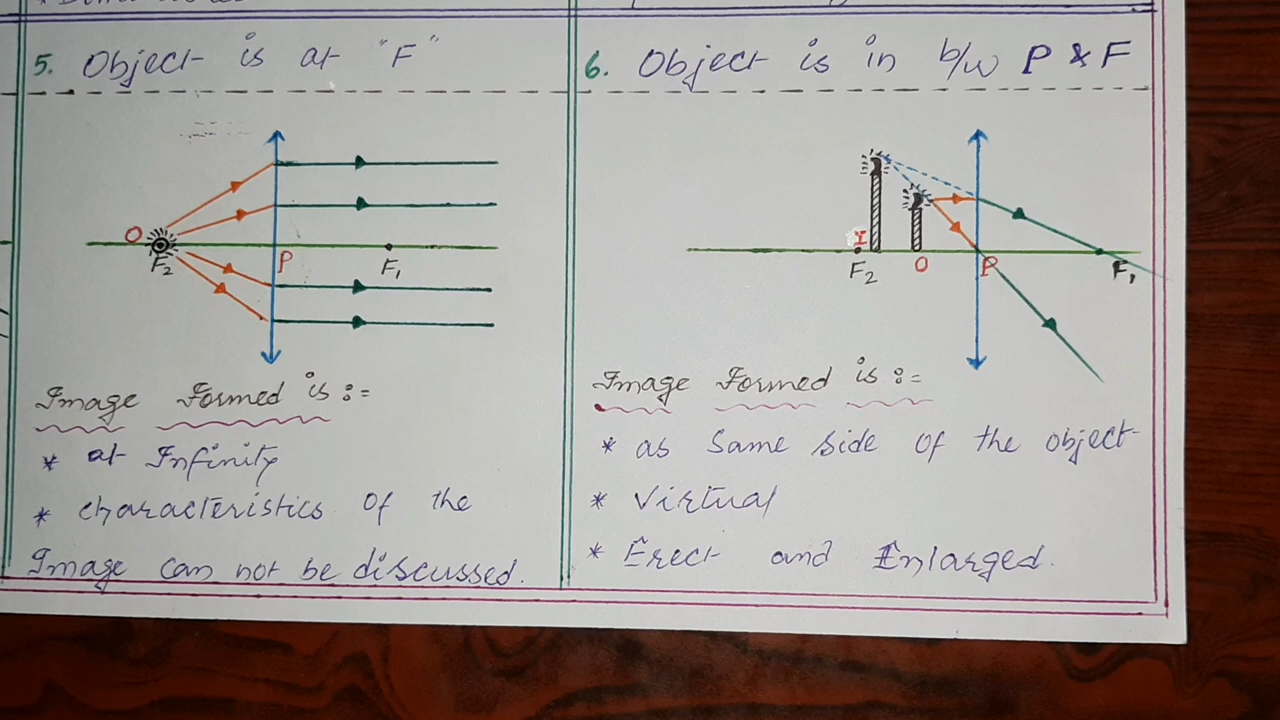 5. Object is at "F"
O
F₂
P
F₁
Image Formed is :=
* at Infinity
* characteristics of the
Image can not be discussed.
6. Object is in b/w P & F
I
F₂
O
P
F₁
Image Formed is :=
* as Same Side of the object
* Virtual
* Erect and Enlarged.